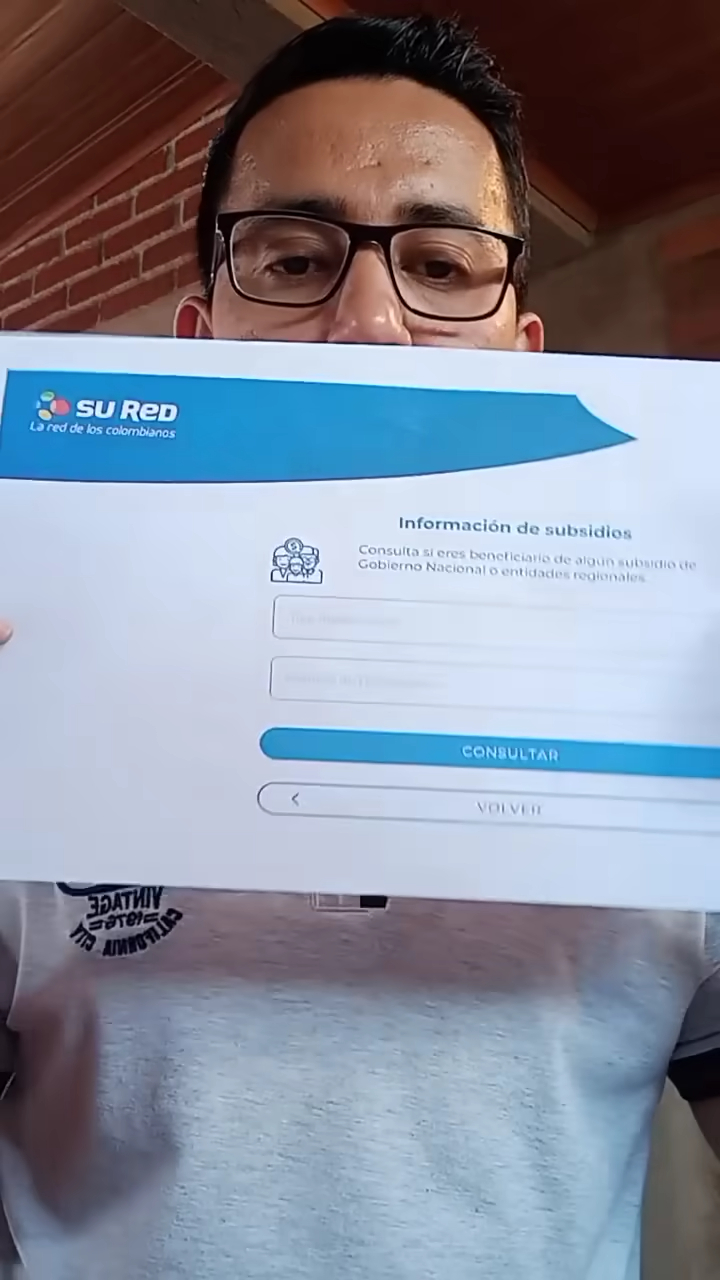 SU RED
La red de los colombianos
Información de subsidios
Consulta si eres beneficiario de algún subsidio de
Gobierno Nacional o entidades regionales
CONSULTAR
VOLVER
VINTAGE
=1976=
CALIFORNIA CITY